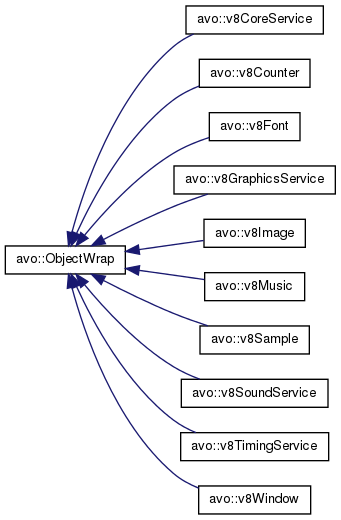 avo::v8CoreService
avo::v8Counter
avo::v8Font
avo::v8GraphicsService
avo::v8Image
avo::ObjectWrap
avo::v8Music
avo::v8Sample
avo::v8SoundService
avo::v8TimingService
avo::v8Window